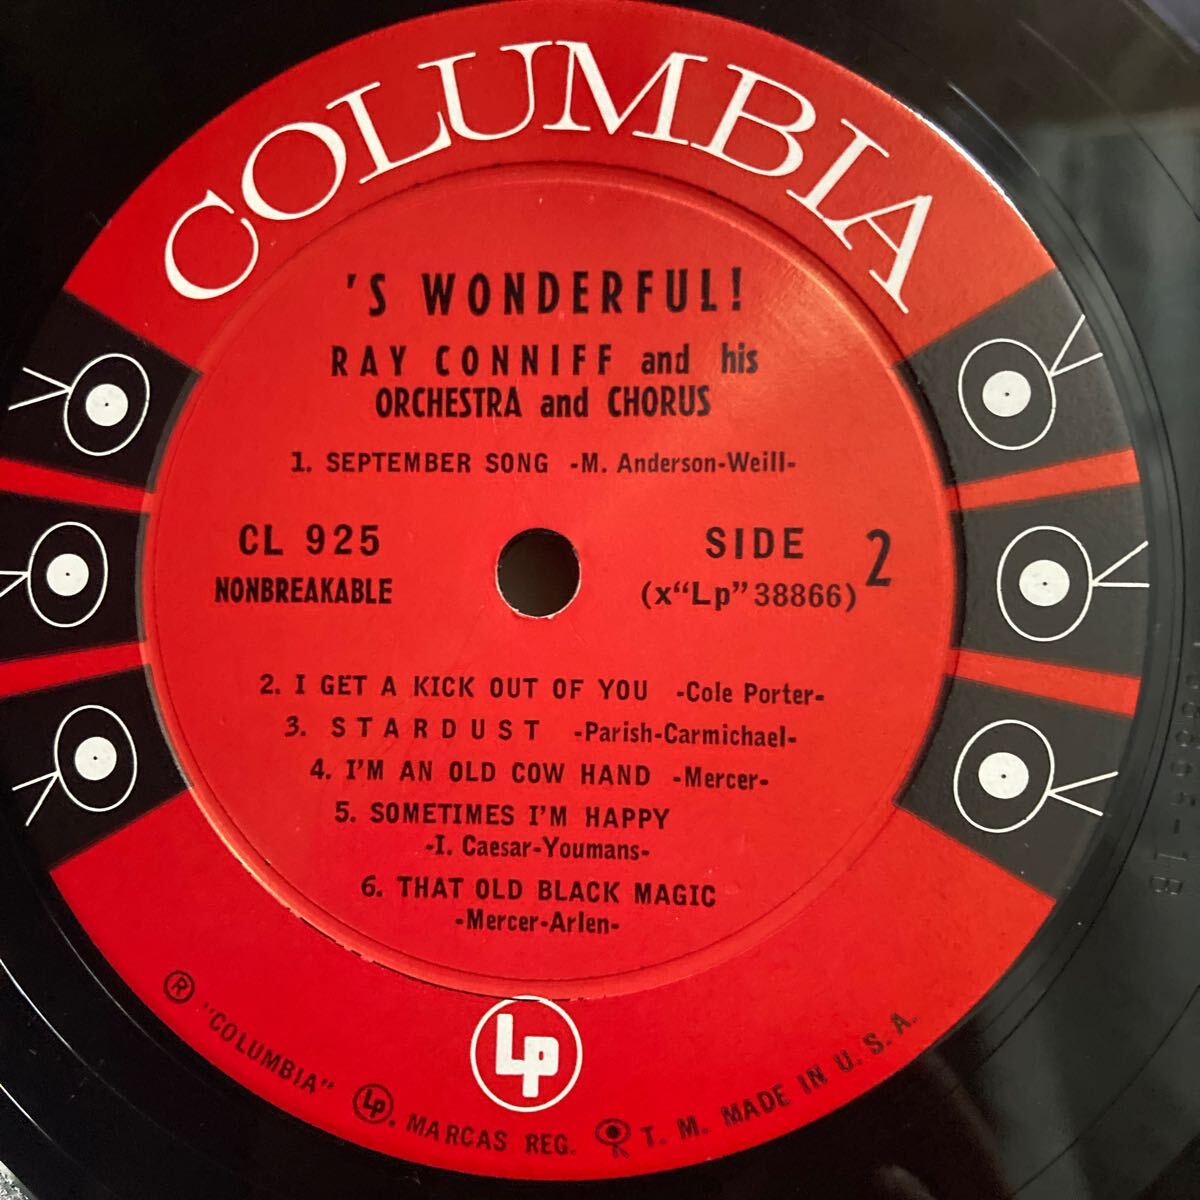 COLUMBIA
'S WONDERFUL!
RAY CONNIFF and his
ORCHESTRA and CHORUS
1. SEPTEMBER SONG -M. Anderson-Weill-
CL 925
NONBREAKABLE
SIDE 2
(x"Lp"38866)
2. I GET A KICK OUT OF YOU -Cole Porter-
3. STARDUST -Parish-Carmichael-
4. I'M AN OLD COW HAND -Mercer-
5. SOMETIMES I'M HAPPY
-I. Caesar-Youmans-
6. THAT OLD BLACK MAGIC
-Mercer-Arlen-
Lp
® "COLUMBIA" Lp. MARCAS REG. T. M. MADE IN U. S. A.